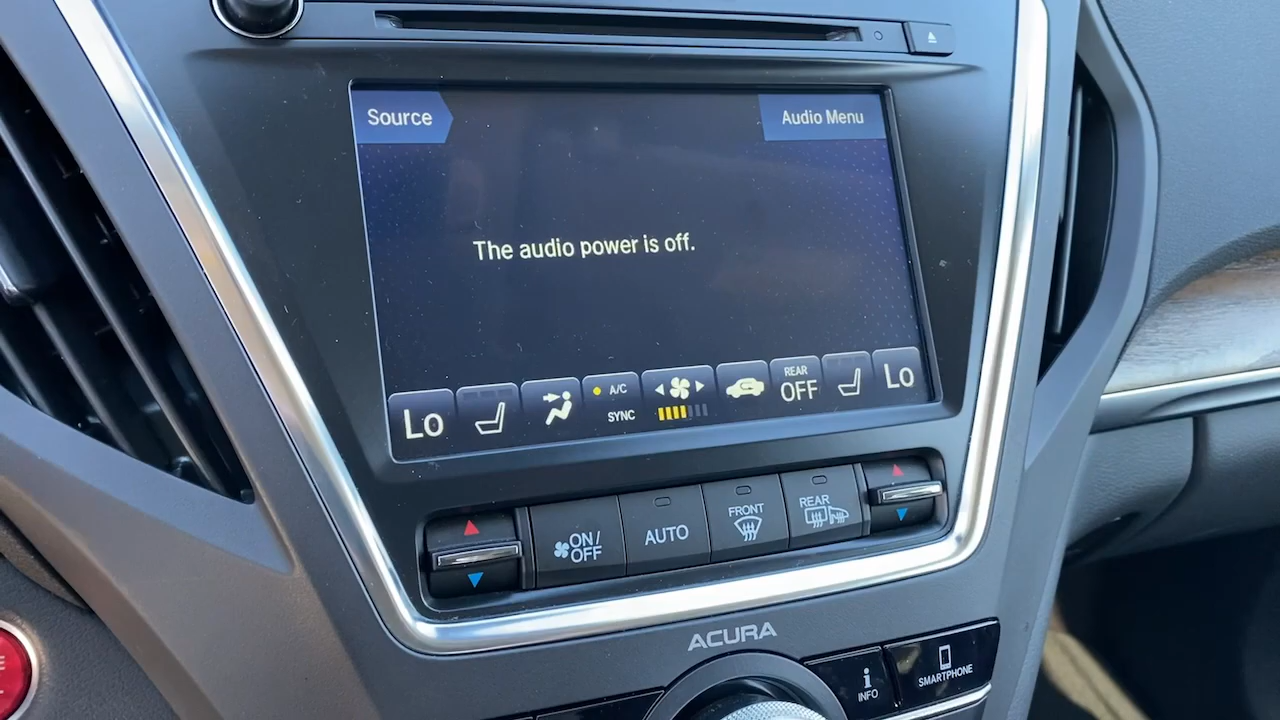 Source
Audio Menu
The audio power is off.
Lo
A/C
SYNC
REAR
OFF
Lo
ON/
OFF
AUTO
FRONT
REAR
ACURA
INFO
SMARTPHONE